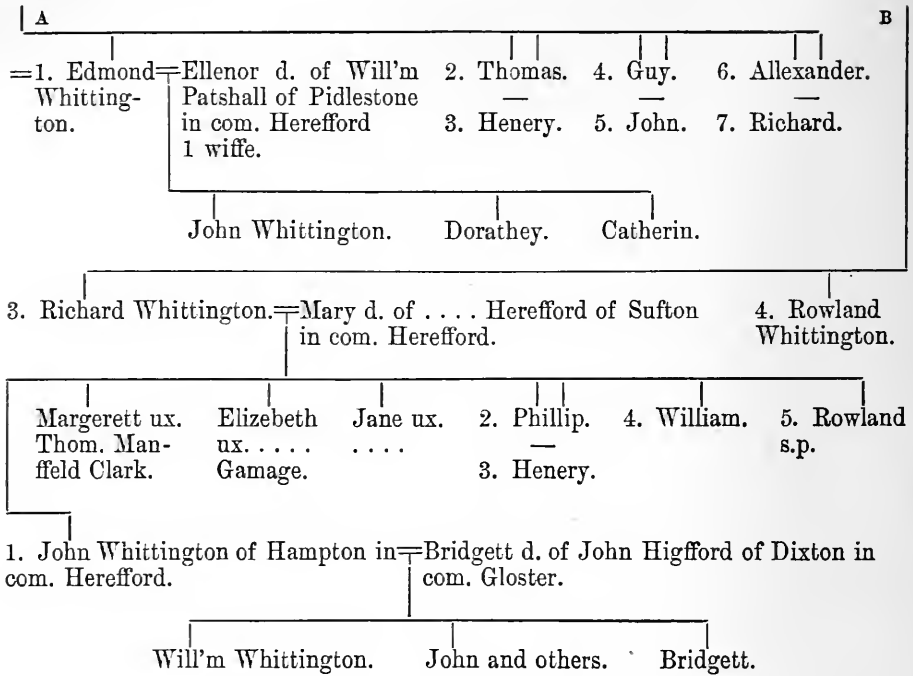 A B
=1. Edmond=Ellenor d. of Will'm 2. Thomas. 4. Guy. 6. Allexander.
Whitting- Patshall of Pidlestone — — —
ton. in com. Herefford 3. Henery. 5. John. 7. Richard.
1 wiffe.
John Whittington. Dorathey. Catherin.
3. Richard Whittington.=Mary d. of .... Herefford of Sufton 4. Rowland
in com. Herefford. Whittington.
Margerett ux. Elizebeth Jane ux. 2. Phillip. 4. William. 5. Rowland
Thom. Man- ux..... .... — s.p.
ffeld Clark. Gamage. 3. Henery.
1. John Whittington of Hampton in=Bridgett d. of John Higfford of Dixton in
com. Herefford. com. Gloster.
Will'm Whittington. John and others. Bridgett.